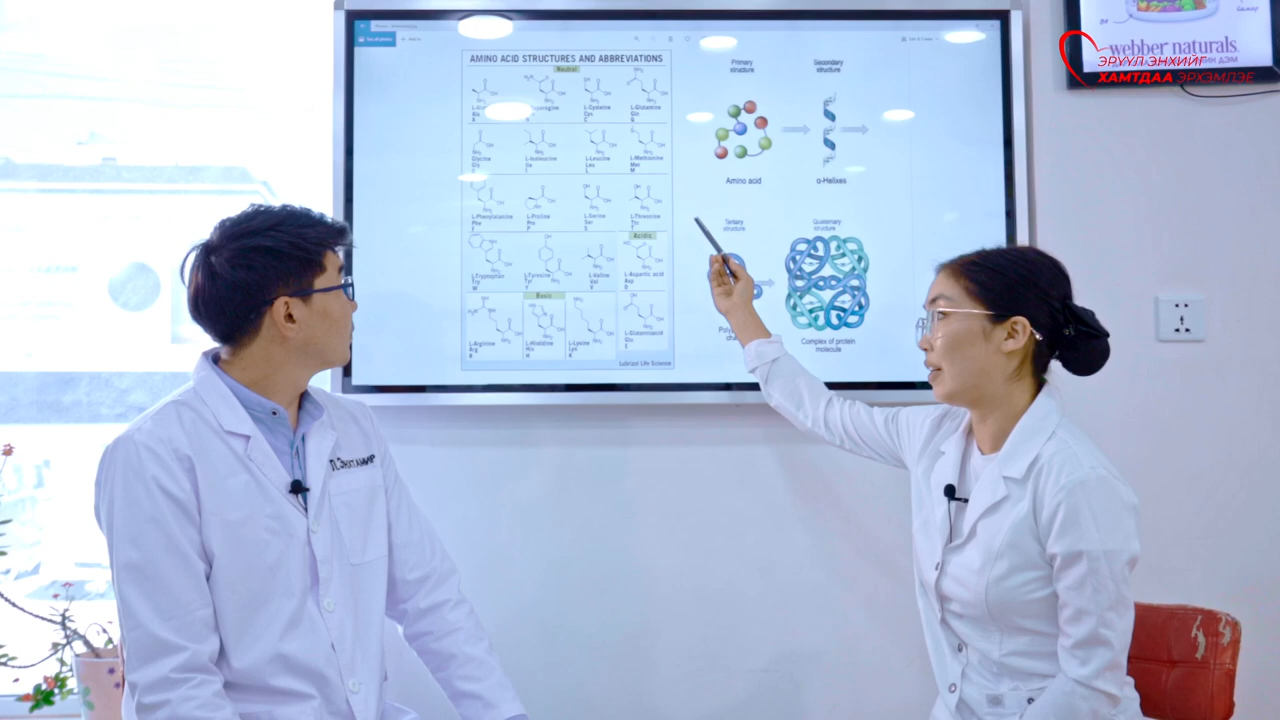 AMINO ACID STRUCTURES AND ABBREVIATIONS
Neutral
L-Cysteine
Cys
C
L-Glutamine
Gln
Glycine
Gly
L-Isoleucine
Ile
I
L-Leucine
Leu
L
L-Methionine
Met
M
L-Phenylalanine
Phe
F
L-Proline
Pro
P
L-Serine
Ser
S
L-Threonine
Thr
T
Acidic
L-Tryptophan
Trp
W
L-Tyrosine
Tyr
Y
L-Valine
Val
V
L-Aspartic acid
Asp
D
Basic
L-Arginine
Arg
R
L-Histidine
His
H
L-Lysine
Lys
K
Glu
E
Lubrizol Life Science
Primary
structure
Secondary
structure
Amino acid
α-Helixes
Tertiary
structure
Quaternary
structure
Complex of protein
molecule
webber naturals
ЭРҮҮЛ ЭНХИЙГ
ХАМТДАА ЭРХЭМЛЭЕ